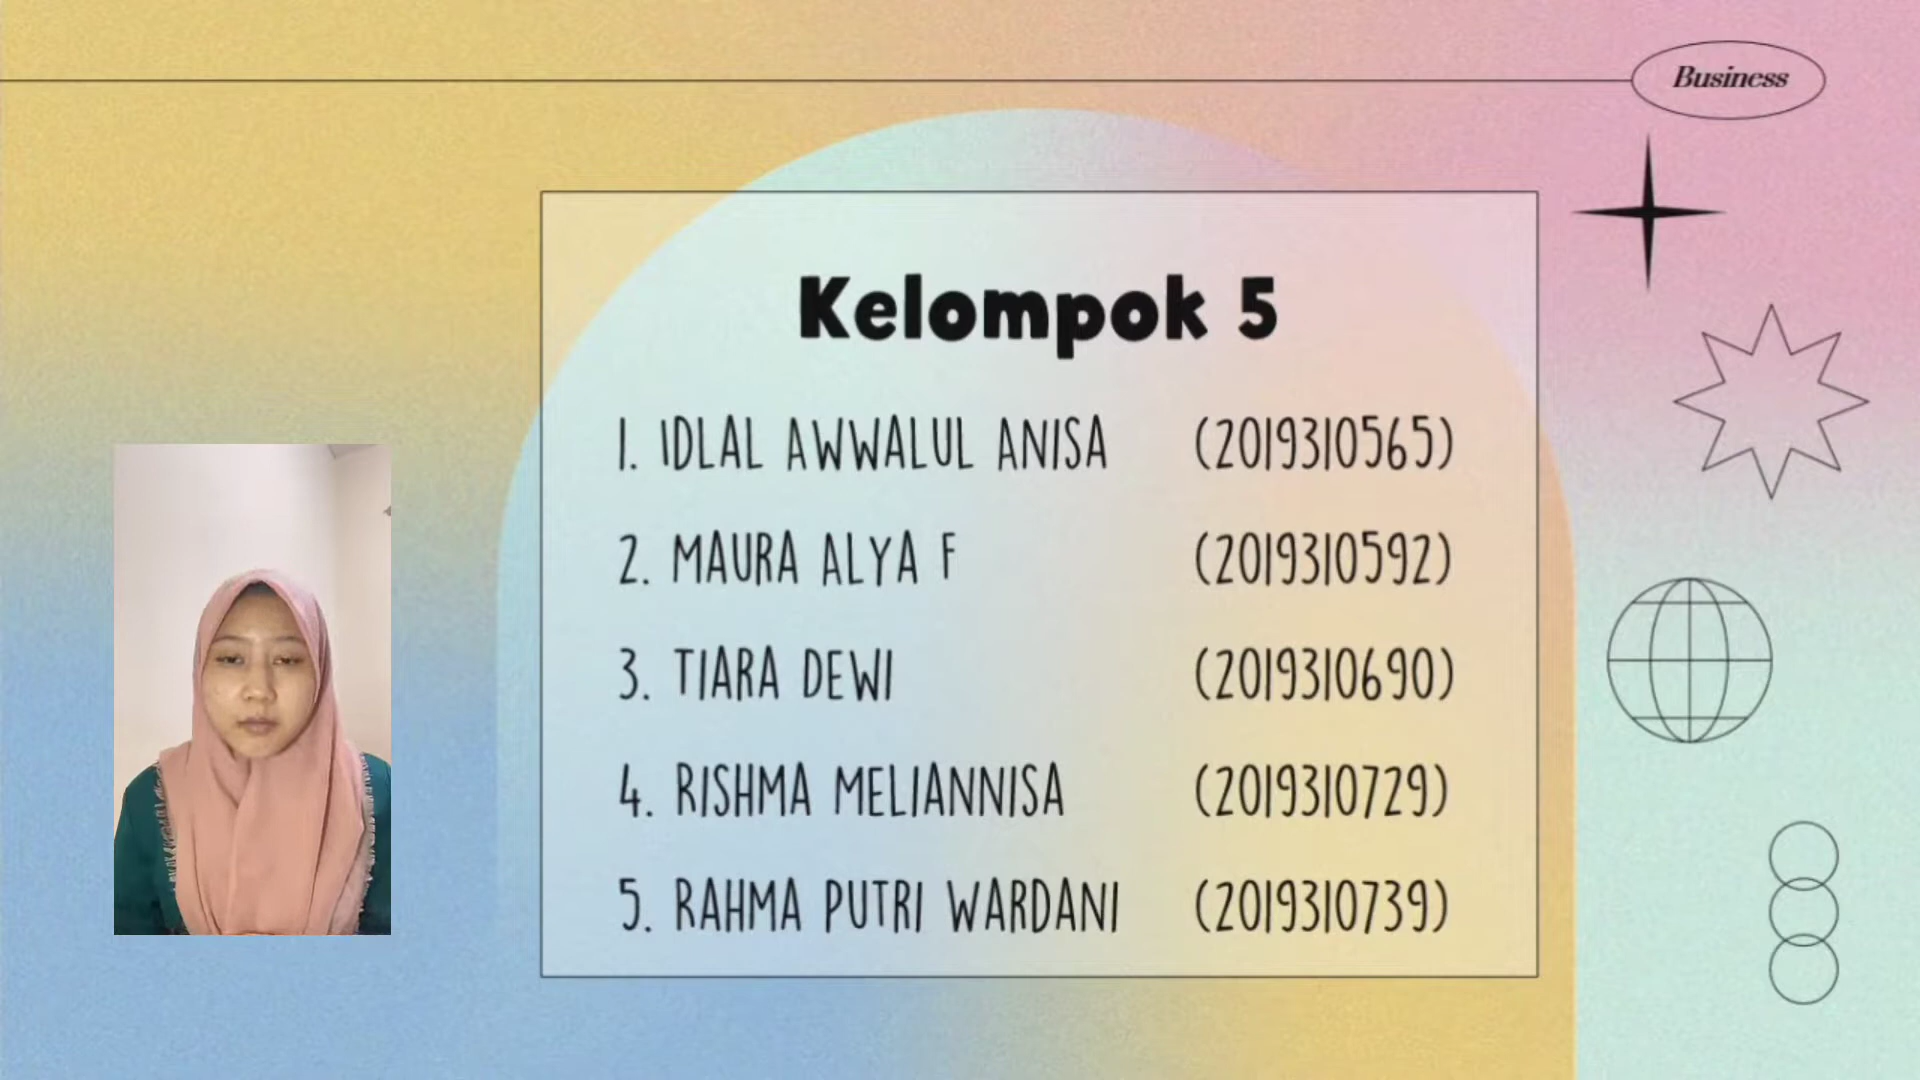 Business
Kelompok 5
1. IDLAL AWWALUL ANISA (2019310565)
2. MAURA ALYA F (2019310592)
3. TIARA DEWI (2019310690)
4. RISHMA MELIANNISA (2019310729)
5. RAHMA PUTRI WARDANI (2019310739)